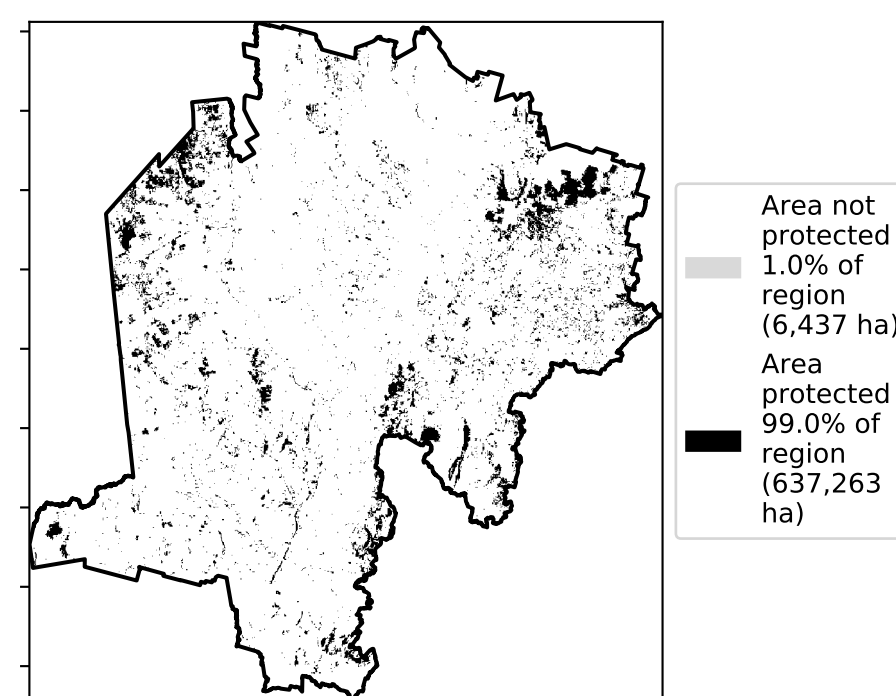 Area not
protected
1.0% of
region
(6,437 ha)
Area
protected
99.0% of
region
(637,263
ha)